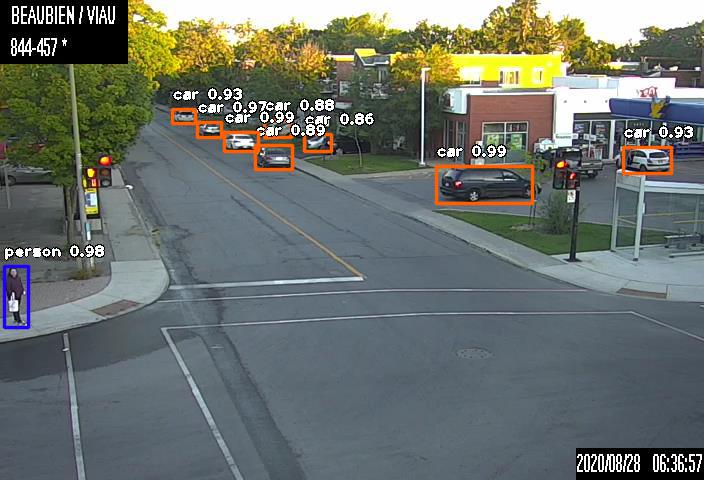 BEAUBIEN / VIAU
844-457 *
car 0.93
car 0.97
car 0.88
car 0.99
car 0.86
car 0.89
car 0.99
car 0.93
person 0.98
2020/08/28 06:36:57